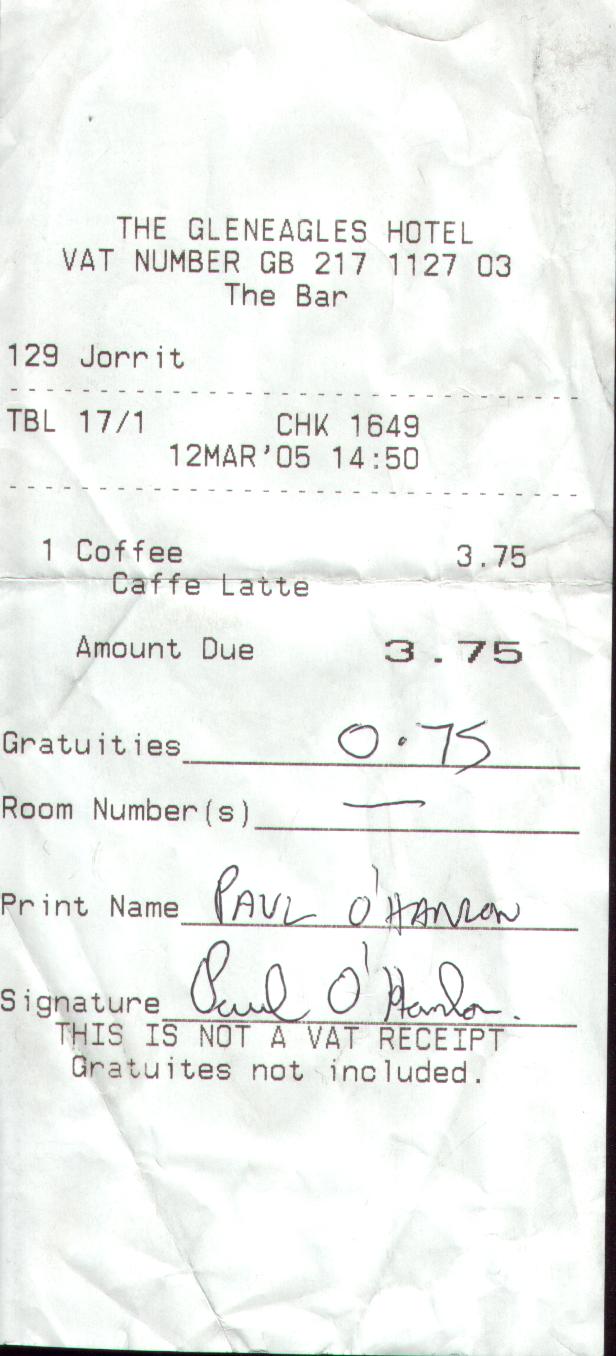 THE GLENEAGLES HOTEL
VAT NUMBER GB 217 1127 03
The Bar
129 Jorrit
TBL 17/1 CHK 1649
12MAR'05 14:50
1 Coffee 3.75
Caffe Latte
Amount Due 3.75
Gratuities 0.75
Room Number(s) —
Print Name PAUL O'HANLON
Signature Paul O'Hanlon.
THIS IS NOT A VAT RECEIPT
Gratuites not included.